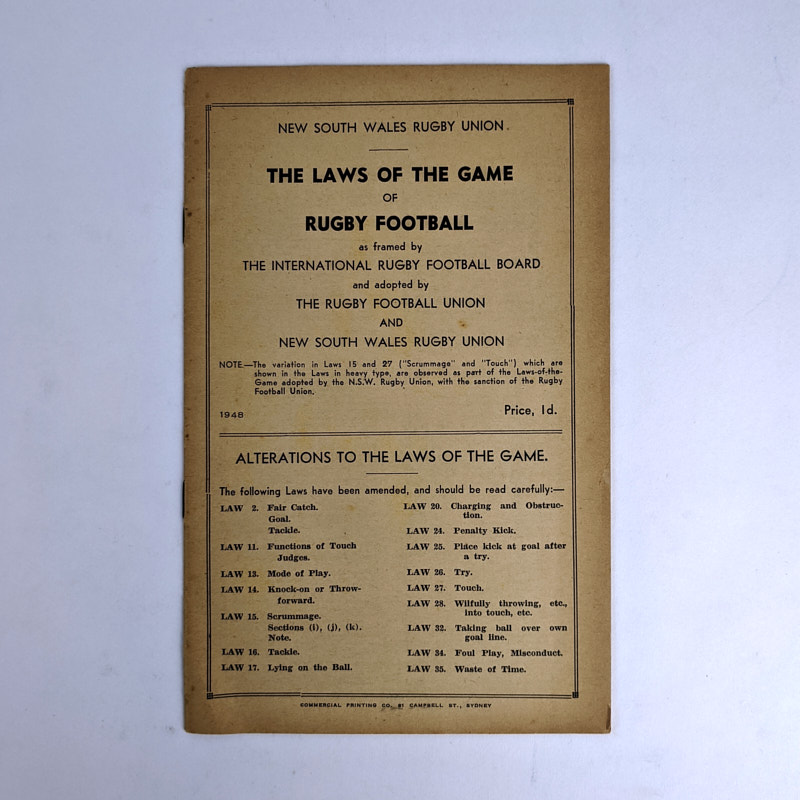 NEW SOUTH WALES RUGBY UNION
THE LAWS OF THE GAME
OF
RUGBY FOOTBALL
as framed by
THE INTERNATIONAL RUGBY FOOTBALL BOARD
and adopted by
THE RUGBY FOOTBALL UNION
AND
NEW SOUTH WALES RUGBY UNION
NOTE.—The variation in Laws 15 and 27 ("Scrummage" and "Touch") which are
shown in the Laws in heavy type, are observed as part of the Laws-of-the-
Game adopted by the N.S.W. Rugby Union, with the sanction of the Rugby
Football Union.
1948
Price, 1d.
ALTERATIONS TO THE LAWS OF THE GAME.
The following Laws have been amended, and should be read carefully:—
LAW 2. Fair Catch.
Goal.
Tackle.
LAW 11. Functions of Touch
Judges.
LAW 13. Mode of Play.
LAW 14. Knock-on or Throw-
forward.
LAW 15. Scrummage.
Sections (i), (j), (k).
Note.
LAW 16. Tackle.
LAW 17. Lying on the Ball.
LAW 20. Charging and Obstruc-
tion.
LAW 24. Penalty Kick.
LAW 25. Place kick at goal after
a try.
LAW 26. Try.
LAW 27. Touch.
LAW 28. Wilfully throwing, etc.,
into touch, etc.
LAW 32. Taking ball over own
goal line.
LAW 34. Foul Play, Misconduct.
LAW 35. Waste of Time.
COMMERCIAL PRINTING CO. 81 CAMPBELL ST., SYDNEY